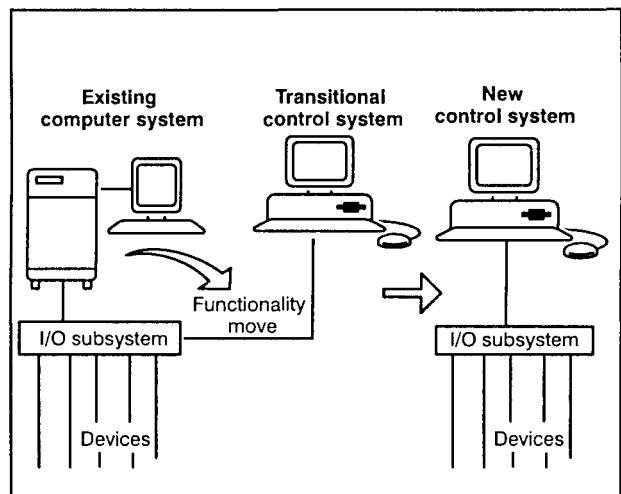 Existing
computer system
Transitional
control system
New
control system
Functionality
move
I/O subsystem
Devices
I/O subsystem
Devices